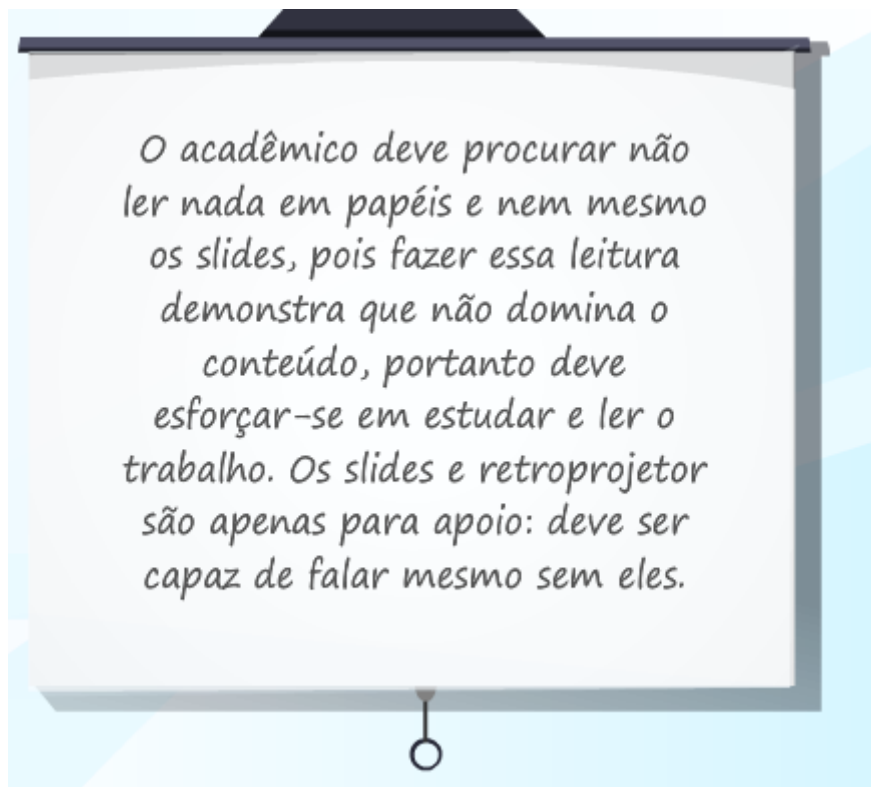 O acadêmico deve procurar não
ler nada em papéis e nem mesmo
os slides, pois fazer essa leitura
demonstra que não domina o
conteúdo, portanto deve
esforçar-se em estudar e ler o
trabalho. Os slides e retroprojetor
são apenas para apoio: deve ser
capaz de falar mesmo sem eles.